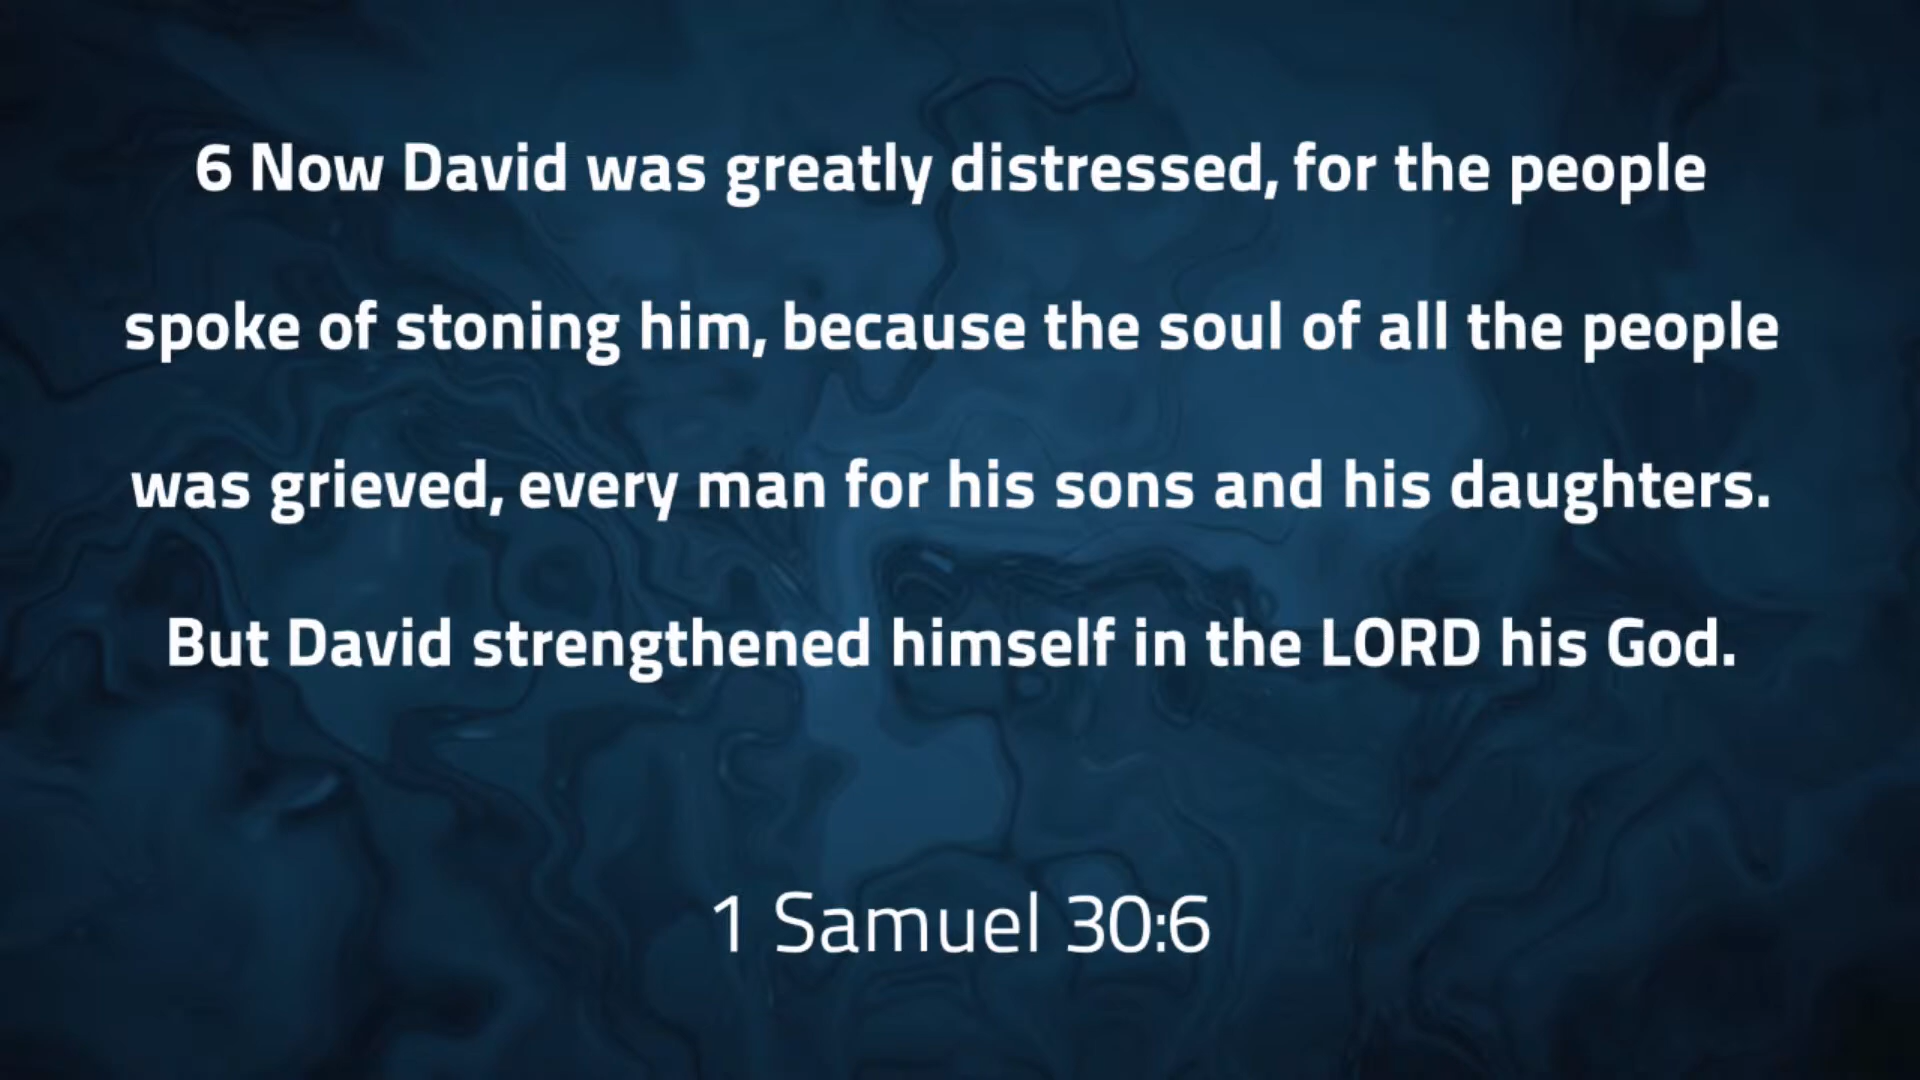 6 Now David was greatly distressed, for the people
spoke of stoning him, because the soul of all the people
was grieved, every man for his sons and his daughters.
But David strengthened himself in the LORD his God.
1 Samuel 30:6